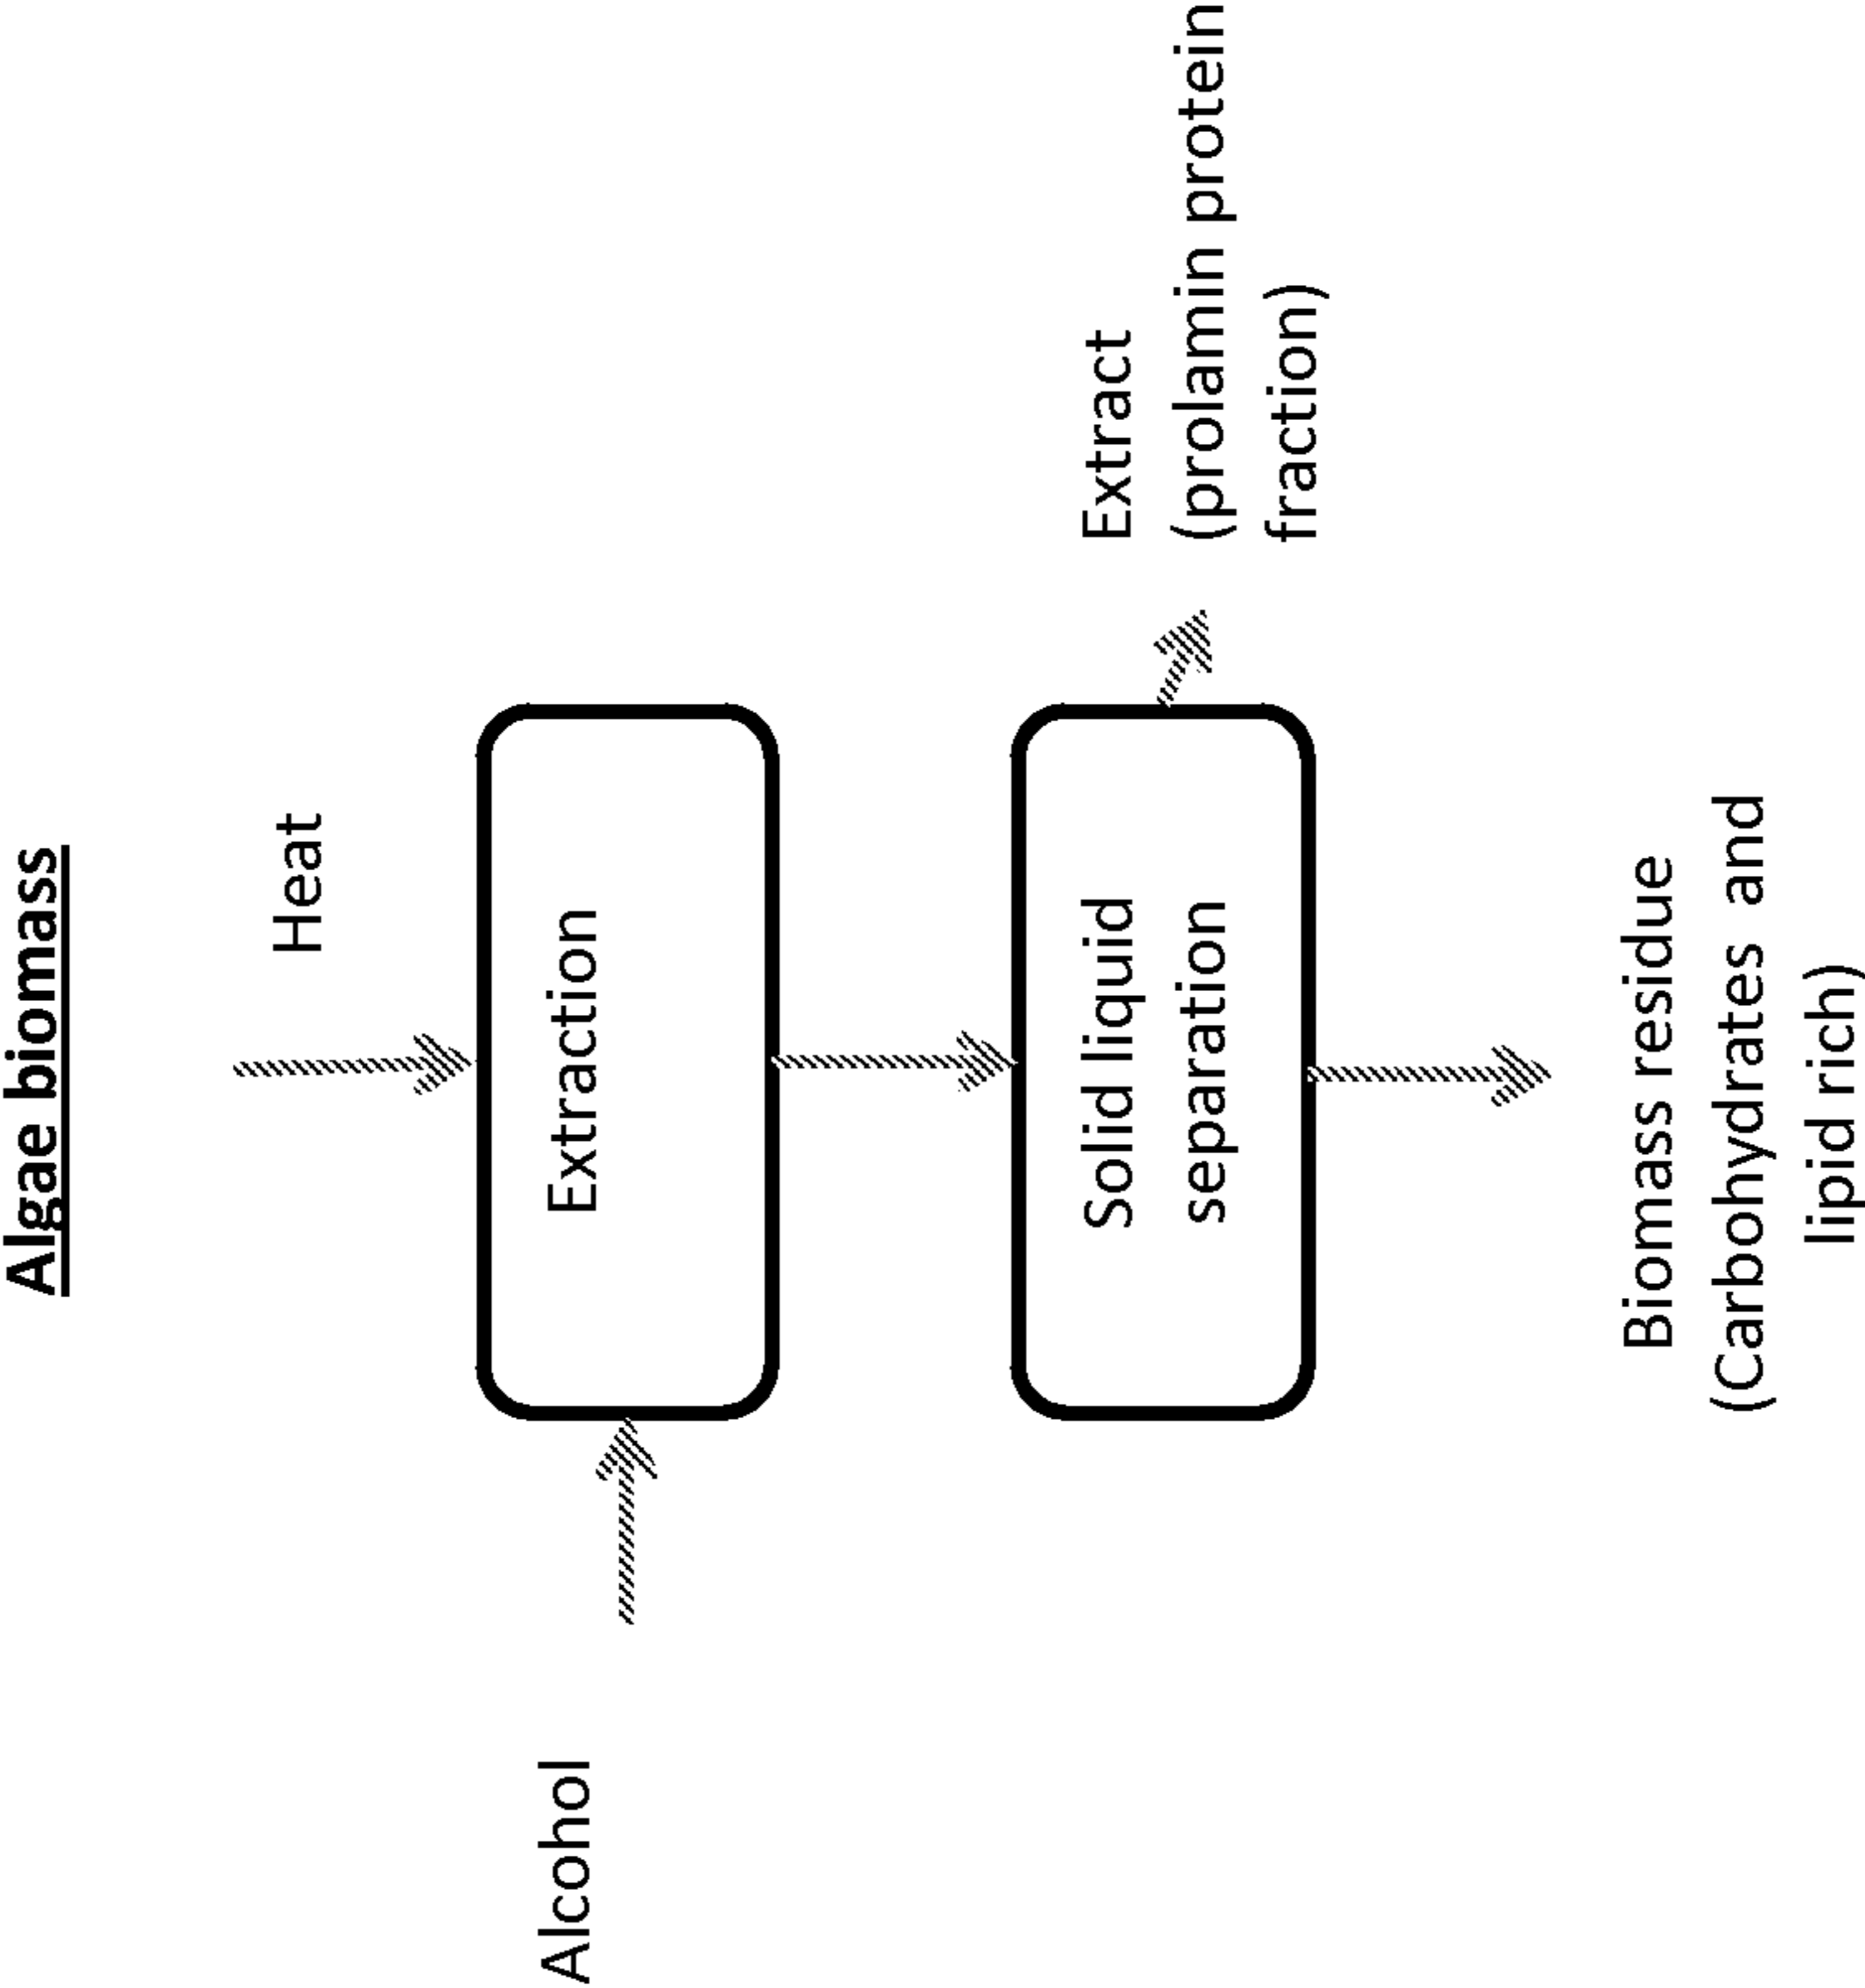 Algae biomass
Heat
Alcohol
Extraction
Solid liquid
separation
Extract
(prolamin protein
fraction)
Biomass residue
(Carbohydrates and
lipid rich)